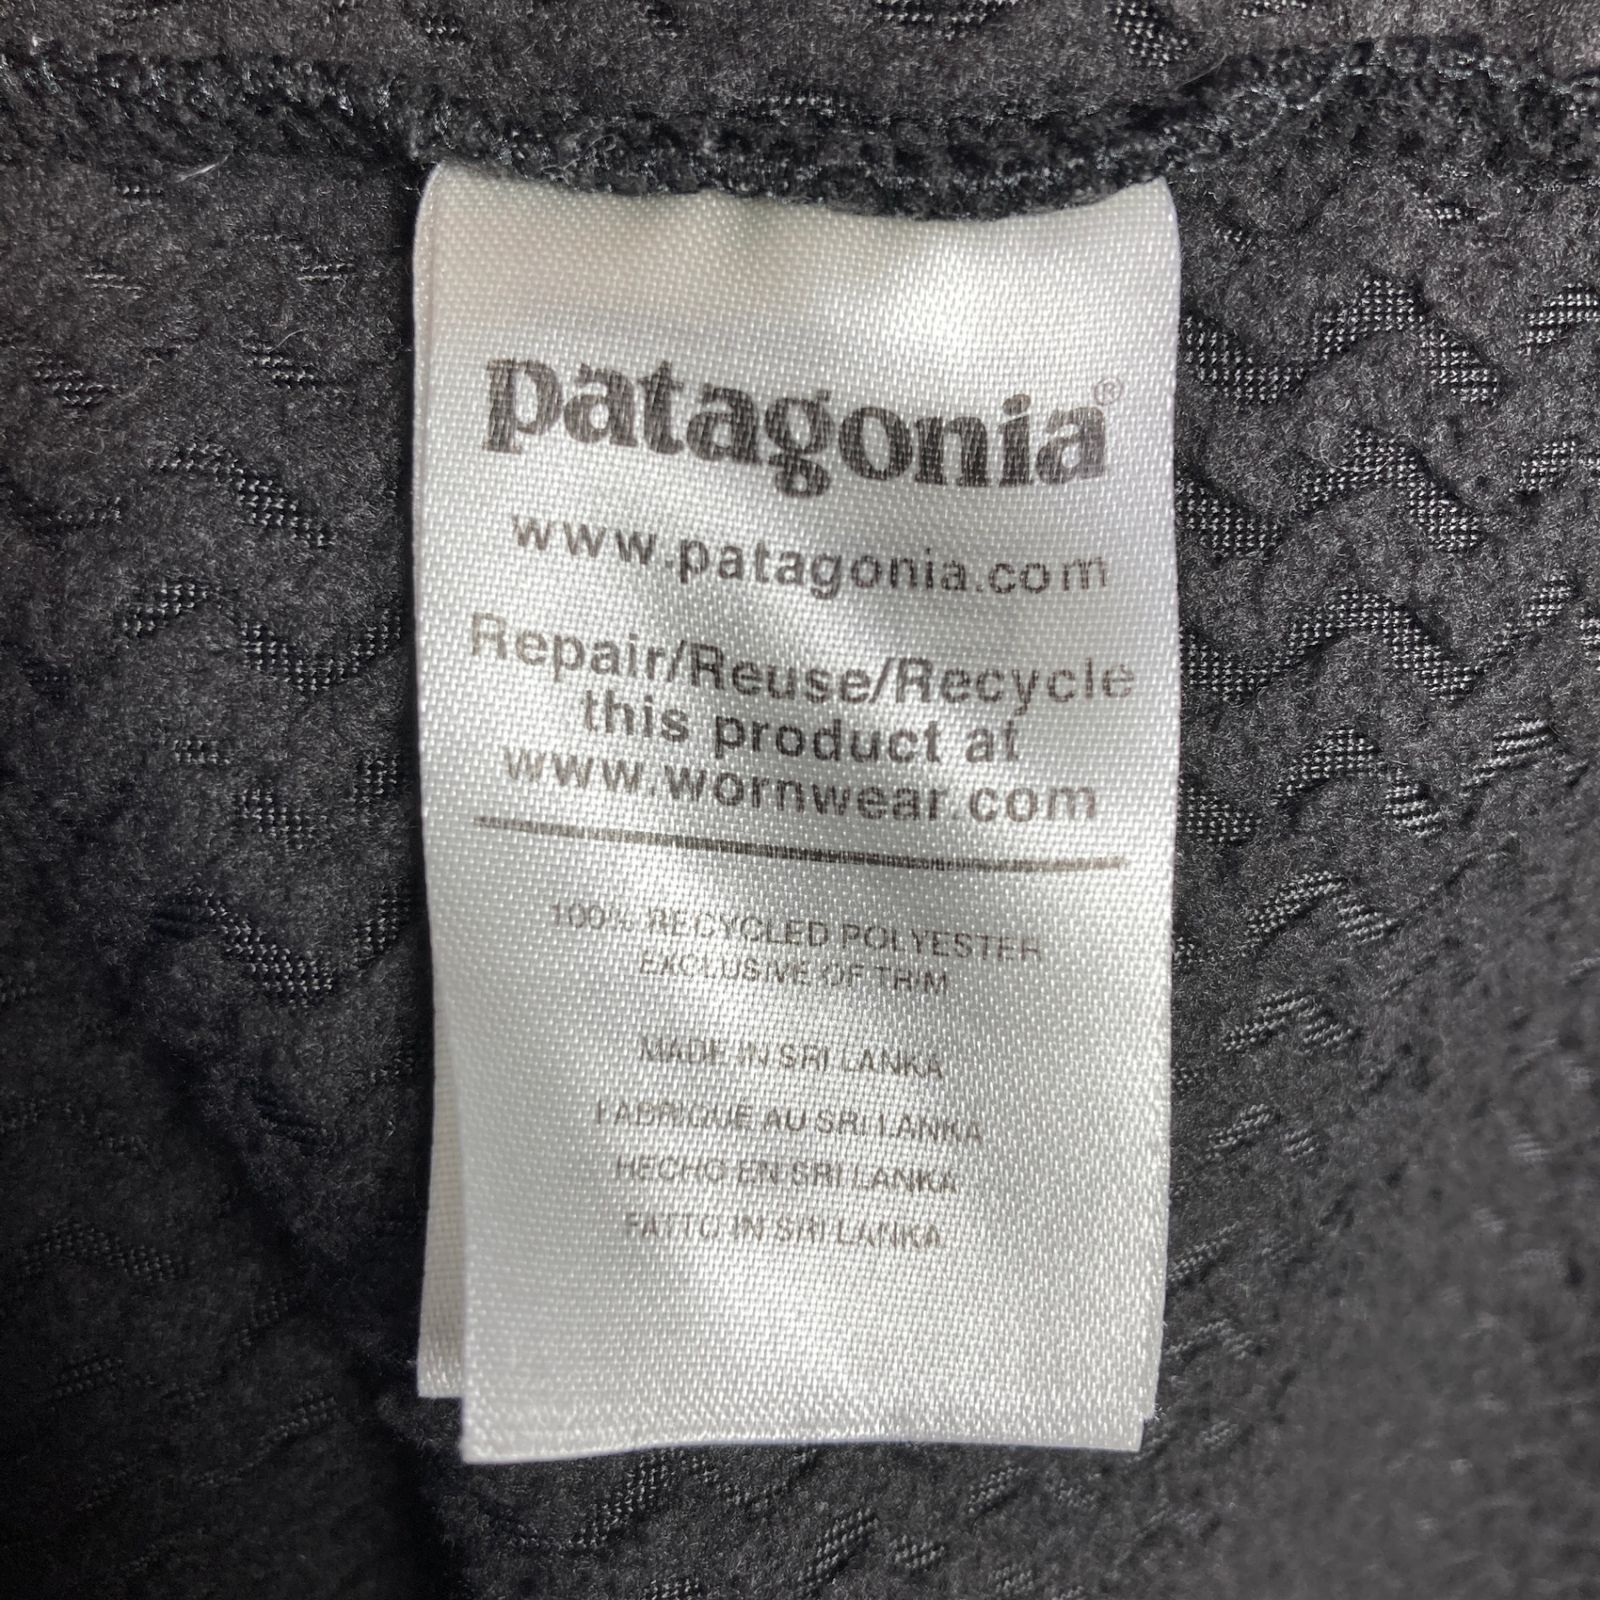 patagonia®
www.patagonia.com
Repair/Reuse/Recycle
this product at
www.wornwear.com
100% RECYCLED POLYESTER
EXCLUSIVE OF TRIM
MADE IN SRI LANKA
FABRIQUÉ AU SRI LANKA
HECHO EN SRI LANKA
FATTO IN SRI LANKA